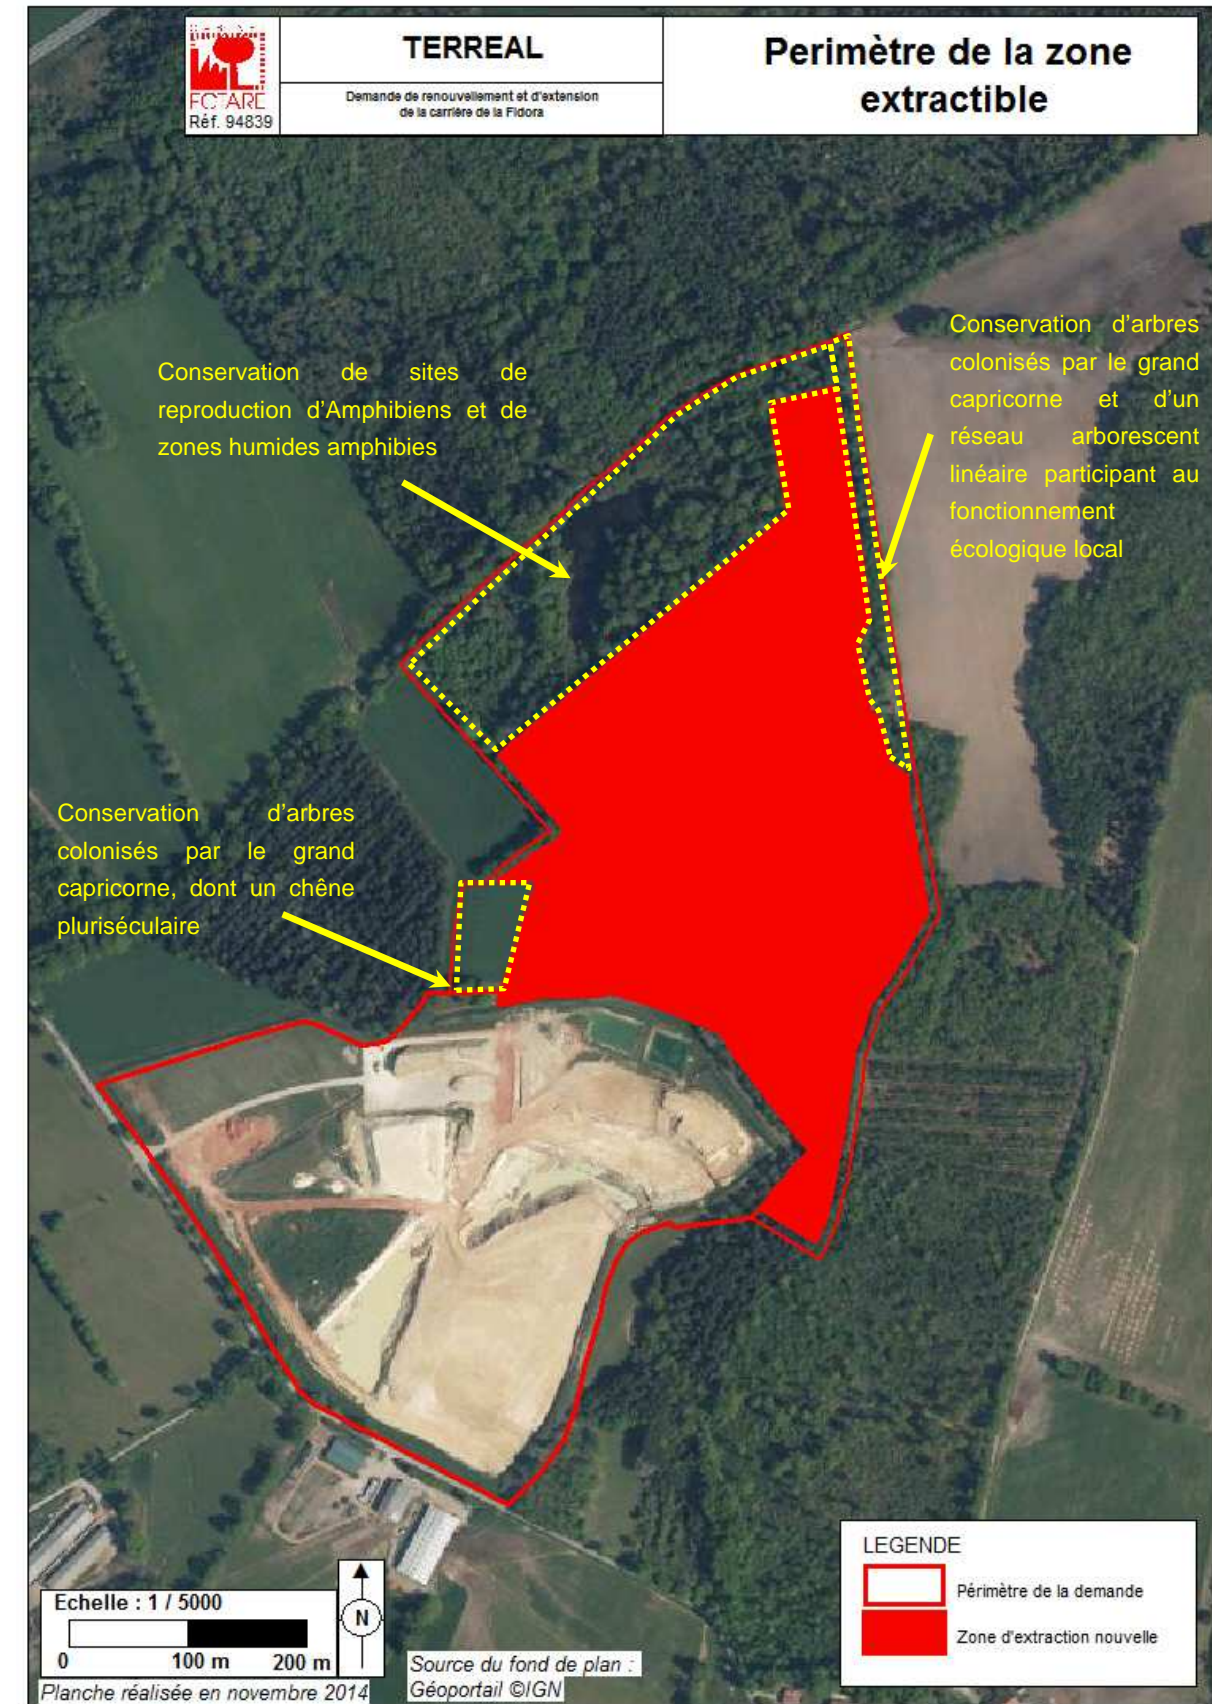 TERREAL
Demande de renouvellement et d'extension
de la carrière de la Fidora
Perimètre de la zone
extractible
ECTARE
Réf. 94839
Conservation de sites de
reproduction d'Amphibiens et de
zones humides amphibies
Conservation d'arbres
colonisés par le grand
capricorne et d'un
réseau arborescent
linéaire participant au
fonctionnement
écologique local
Conservation d'arbres
colonisés par le grand
capricorne, dont un chêne
pluriséculaire
LEGENDE
Périmètre de la demande
Zone d'extraction nouvelle
Echelle : 1 / 5000
0 100 m 200 m
N
Planche réalisée en novembre 2014
Source du fond de plan :
Géoportail ©IGN